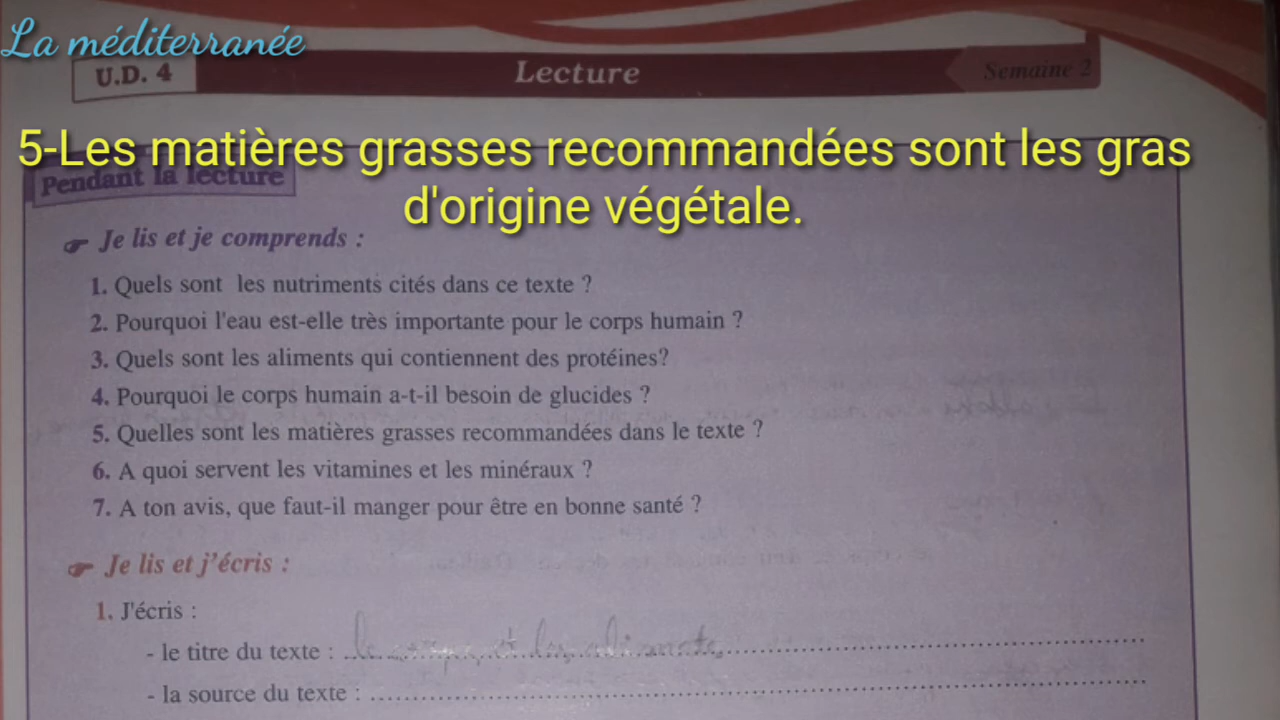 La méditerranée
U.D. 4
Lecture
Semaine 2
5-Les matières grasses recommandées sont les gras
d'origine végétale.
Pendant la lecture
Je lis et je comprends :
1. Quels sont les nutriments cités dans ce texte ?
2. Pourquoi l'eau est-elle très importante pour le corps humain ?
3. Quels sont les aliments qui contiennent des protéines?
4. Pourquoi le corps humain a-t-il besoin de glucides ?
5. Quelles sont les matières grasses recommandées dans le texte ?
6. A quoi servent les vitamines et les minéraux ?
7. A ton avis, que faut-il manger pour être en bonne santé ?
Je lis et j'écris :
1. J'écris :
- le titre du texte : le corps et les aliments
- la source du texte :